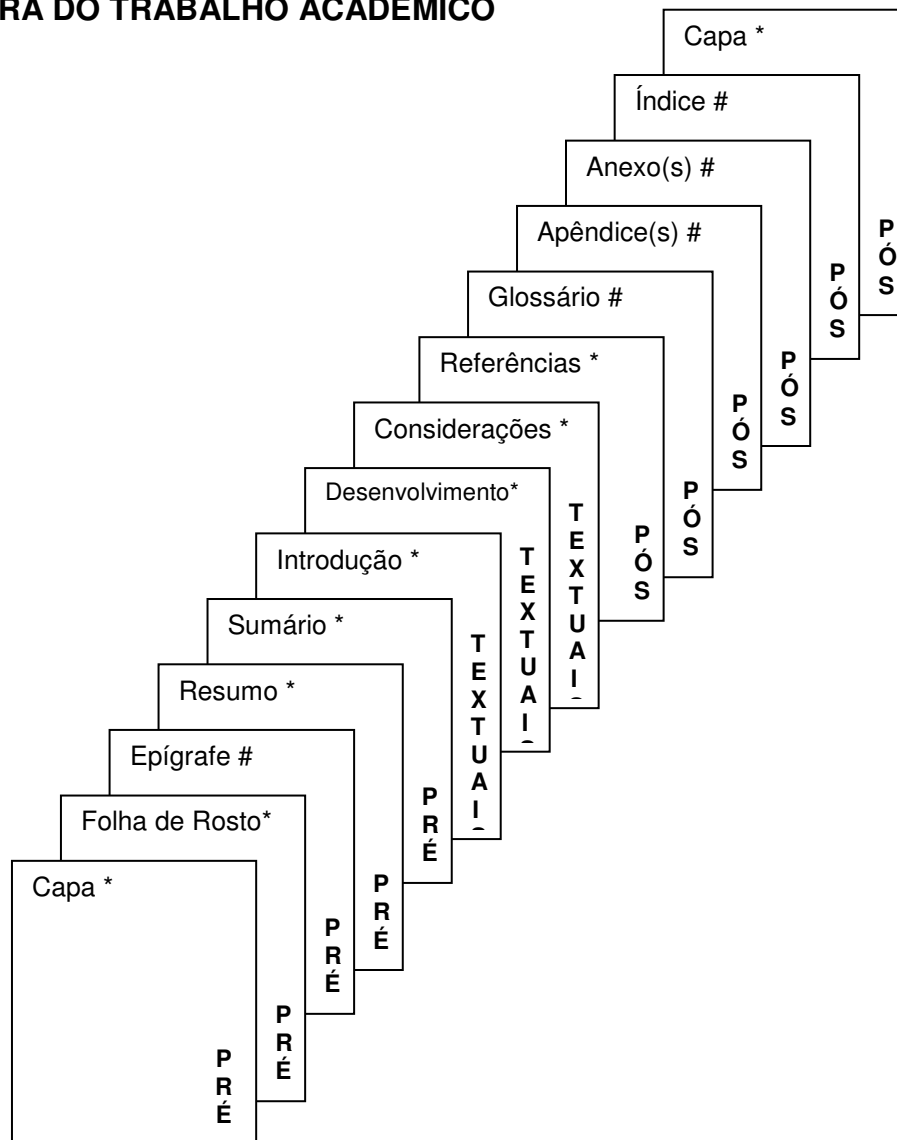 RA DO TRABALHO ACADÊMICO
Capa *
PÓS
Índice #
PÓS
Anexo(s) #
PÓS
Apêndice(s) #
PÓS
Glossário #
PÓS
Referências *
PÓS
Considerações *
TEXTUAI
Desenvolvimento*
TEXTUAI
Introdução *
TEXTUAI
Sumário *
PRÉ
Resumo *
PRÉ
Epígrafe #
PRÉ
Folha de Rosto*
PRÉ
Capa *
PRÉ